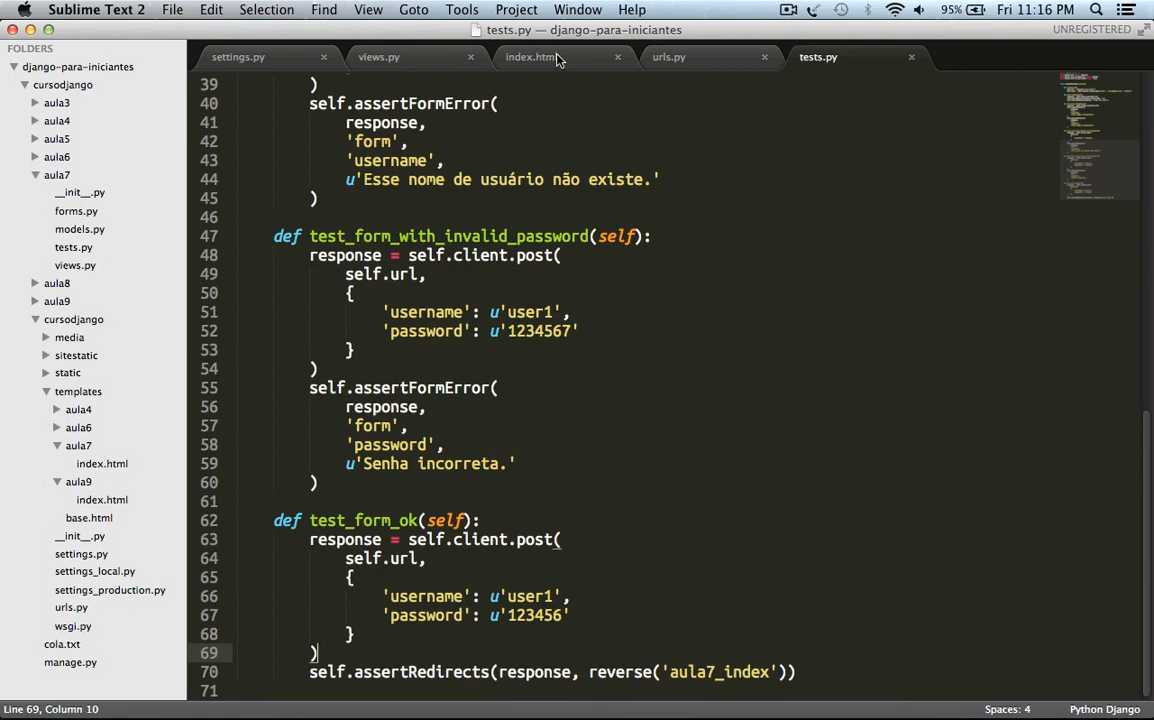 Sublime Text 2 File Edit Selection Find View Goto Tools Project Window Help 95% Fri 11:16 PM
tests.py — django-para-iniciantes UNREGISTERED
FOLDERS
django-para-iniciantes
cursodjango
aula3
aula4
aula5
aula6
aula7
__init__.py
forms.py
models.py
tests.py
views.py
aula8
aula9
cursodjango
media
sitestatic
static
templates
aula4
aula6
aula7
index.html
aula9
index.html
base.html
__init__.py
settings.py
settings_local.py
settings_production.py
urls.py
wsgi.py
cola.txt
manage.py
settings.py × views.py × index.html × urls.py × tests.py ×
39 )
40 self.assertFormError(
41 response,
42 'form',
43 'username',
44 u'Esse nome de usuário não existe.'
45 )
46
47 def test_form_with_invalid_password(self):
48 response = self.client.post(
49 self.url,
50 {
51 'username': u'user1',
52 'password': u'1234567'
53 }
54 )
55 self.assertFormError(
56 response,
57 'form',
58 'password',
59 u'Senha incorreta.'
60 )
61
62 def test_form_ok(self):
63 response = self.client.post(
64 self.url,
65 {
66 'username': u'user1',
67 'password': u'123456'
68 }
69 )
70 self.assertRedirects(response, reverse('aula7_index'))
71
Line 69, Column 10 Spaces: 4 Python Django